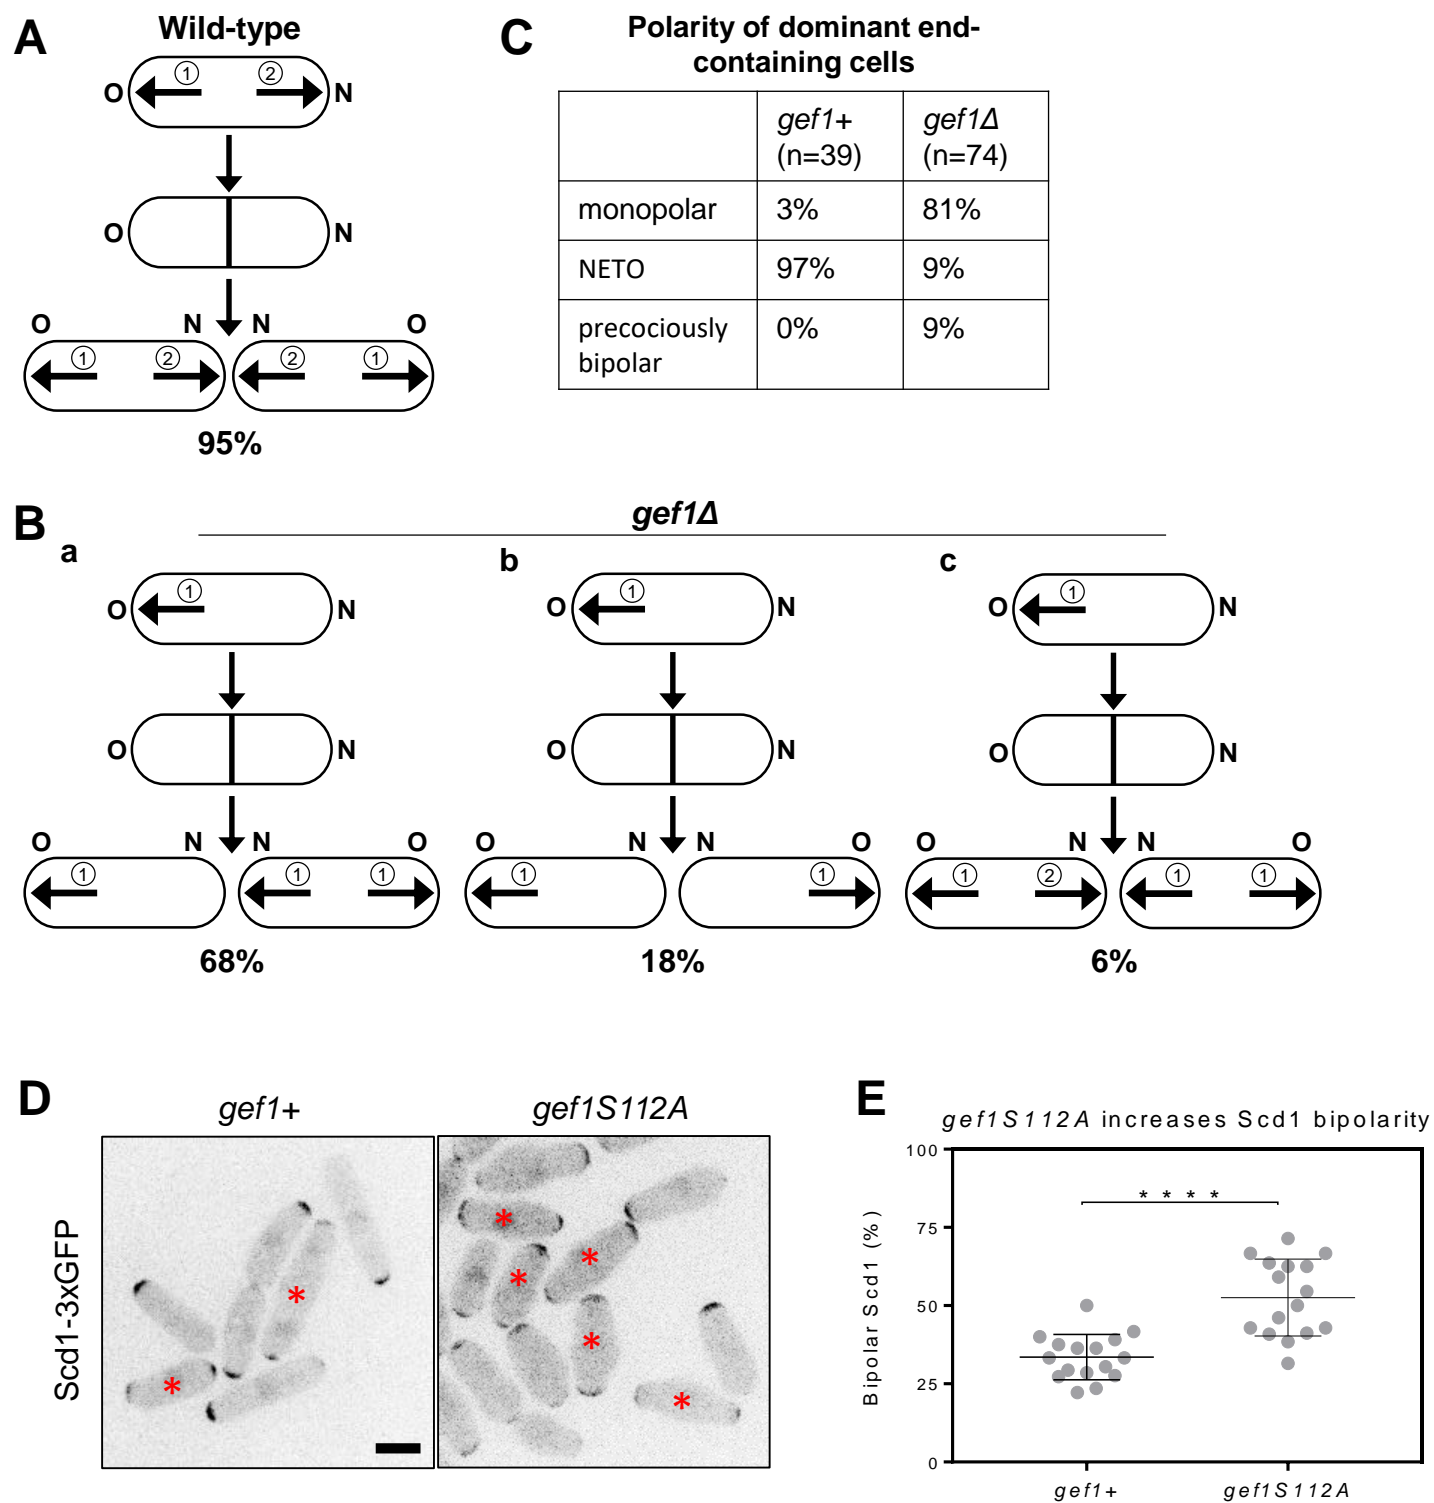 A
Wild-type
O ① ② N
O N
O N N O
① ② ② ①
95%
C
Polarity of dominant end-
containing cells
gef1+ gef1Δ
(n=39) (n=74)
monopolar 3% 81%
NETO 97% 9%
precociously 0% 9%
bipolar
B
gef1Δ
a
O ① N
O N
O N N O
① ① ①
68%
b
O ① N
O N
O N N O
① ①
18%
c
O ① N
O N
O N N O
① ② ① ①
6%
D
gef1+ gef1S112A
Scd1-3xGFP
* * * * * * *
E
gef1S112A increases Scd1 bipolarity
* * * *
Bipolar Scd1 (%)
100
75
50
25
0
gef1+ gef1S112A